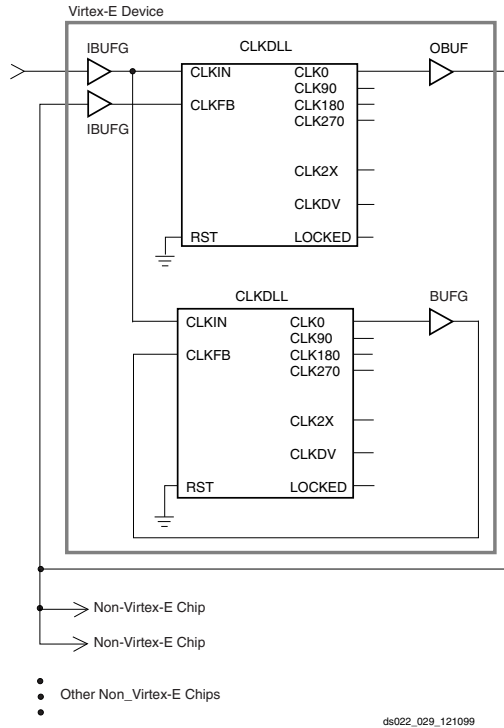 Virtex-E Device
IBUFG
CLKDLL
OBUF
CLKIN
CLK0
CLK90
CLKFB
CLK180
CLK270
IBUFG
CLK2X
CLKDV
RST
LOCKED
CLKDLL
BUFG
CLKIN
CLK0
CLK90
CLKFB
CLK180
CLK270
CLK2X
CLKDV
RST
LOCKED
Non-Virtex-E Chip
Non-Virtex-E Chip
Other Non_Virtex-E Chips
ds022_029_121099